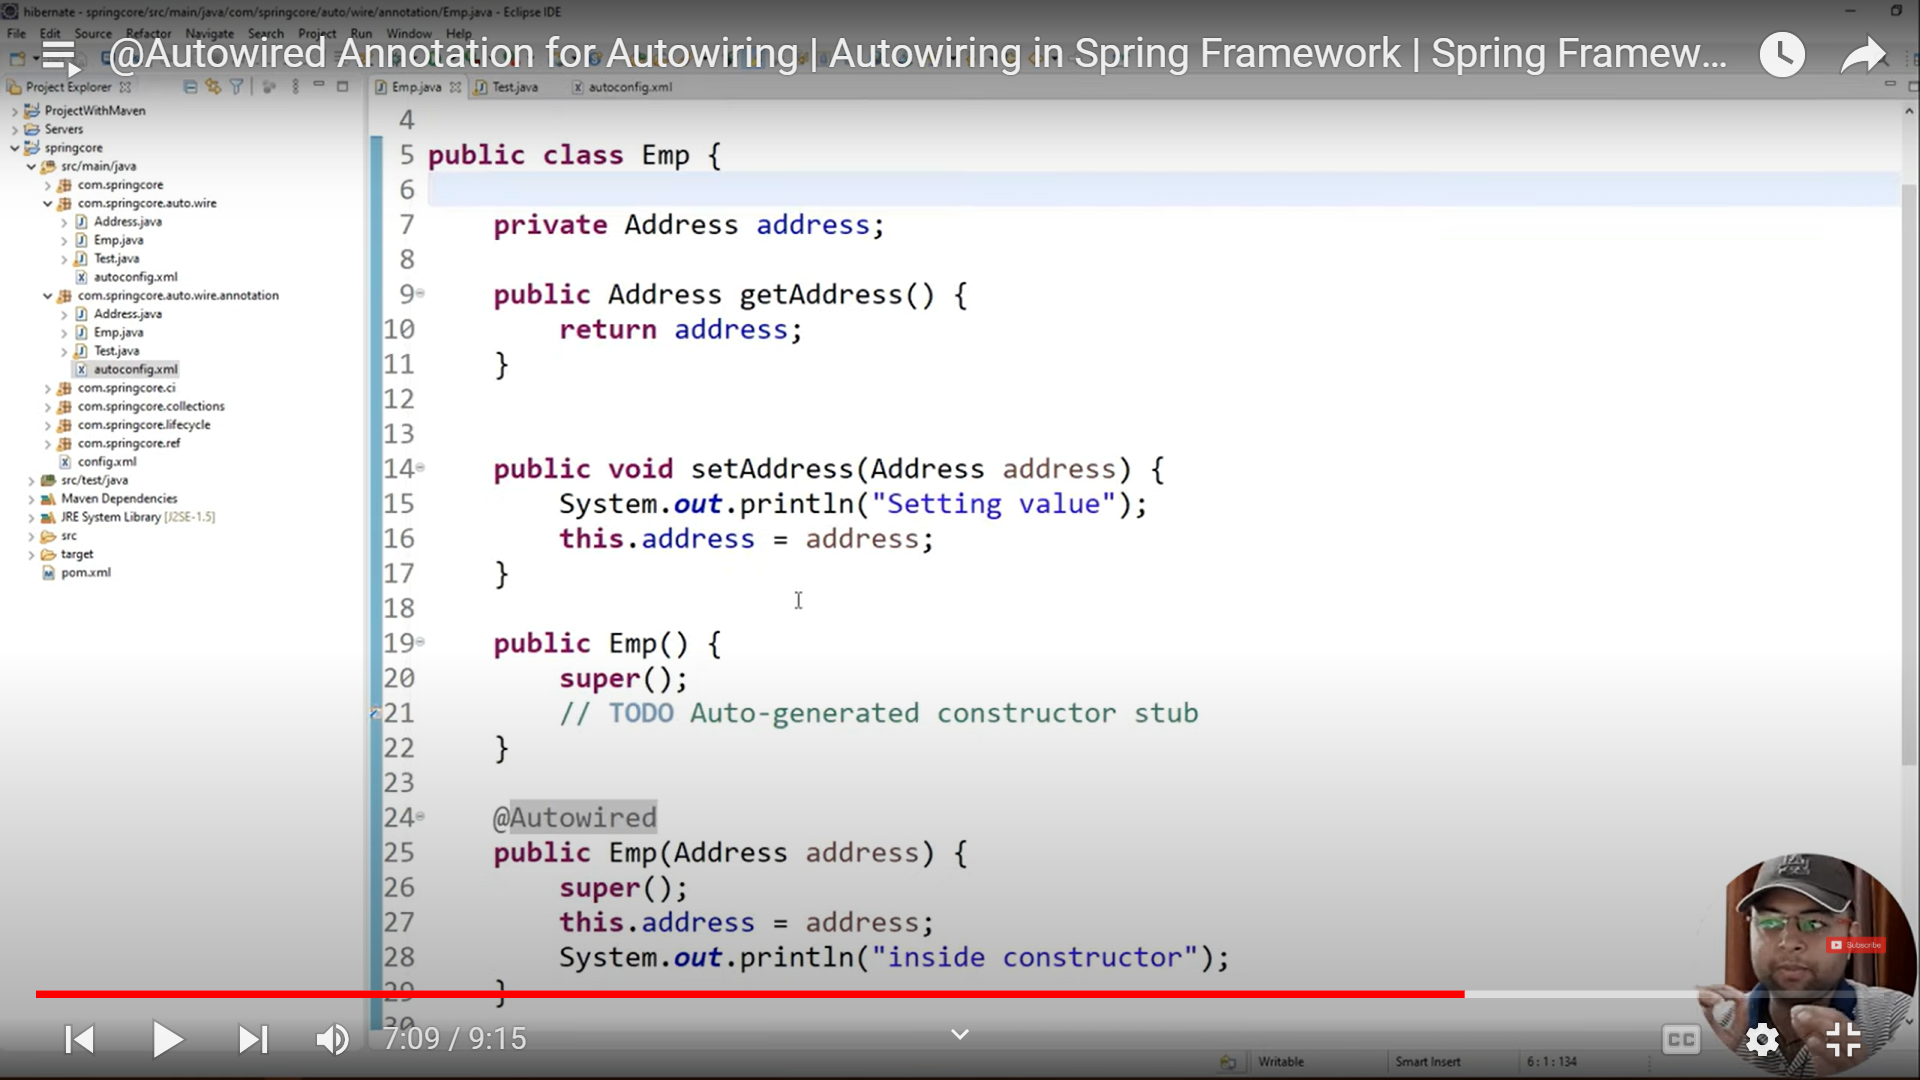 hibernate - springcore/src/main/java/com/springcore/auto/wire/annotation/Emp.java - Eclipse IDE
File Edit Source Refactor Navigate Search Project Run Window Help
@Autowired Annotation for Autowiring | Autowiring in Spring Framework | Spring Framew...
Project Explorer
Emp.java Test.java autoconfig.xml
ProjectWithMaven
Servers
springcore
src/main/java
com.springcore
com.springcore.auto.wire
Address.java
Emp.java
Test.java
autoconfig.xml
com.springcore.auto.wire.annotation
Address.java
Emp.java
Test.java
autoconfig.xml
com.springcore.ci
com.springcore.collections
com.springcore.lifecycle
com.springcore.ref
config.xml
src/test/java
Maven Dependencies
JRE System Library [J2SE-1.5]
src
target
pom.xml
4
5 public class Emp {
6
7 private Address address;
8
9 public Address getAddress() {
10 return address;
11 }
12
13
14 public void setAddress(Address address) {
15 System.out.println("Setting value");
16 this.address = address;
17 }
18
19 public Emp() {
20 super();
21 // TODO Auto-generated constructor stub
22 }
23
24 @Autowired
25 public Emp(Address address) {
26 super();
27 this.address = address;
28 System.out.println("inside constructor");
29 }
30
Subscribe
7:09 / 9:15
CC
Writable Smart Insert 6:1:134